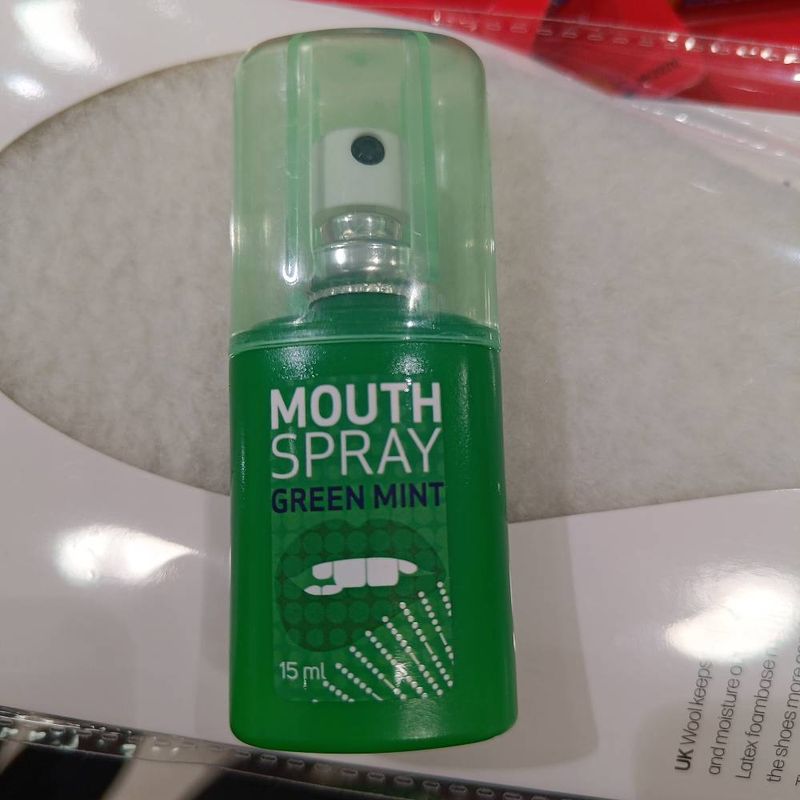 MOUTH
SPRAY
GREEN MINT
15 ml
UK Wool keeps
and moisture
Latex foambase
the shoes more